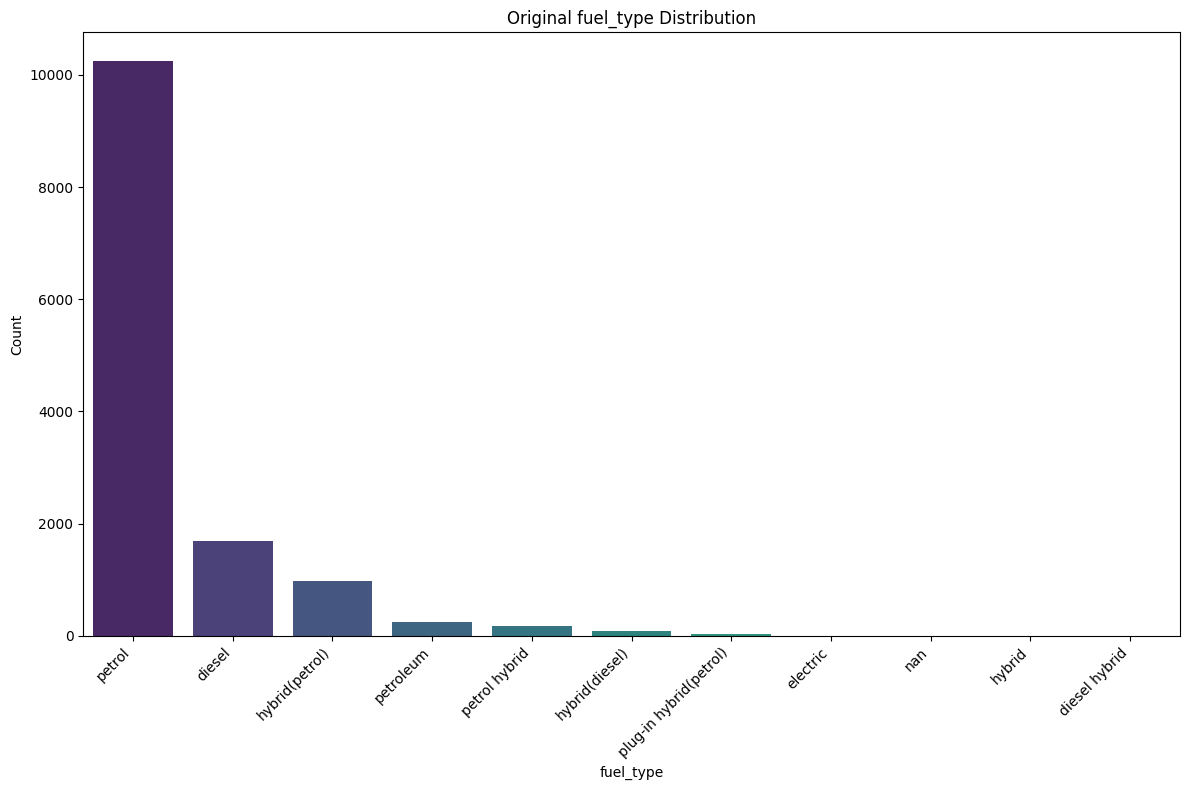 Original fuel_type Distribution
10000
8000
6000
4000
2000
0
Count
petrol
diesel
hybrid(petrol)
petroleum
petrol hybrid
hybrid(diesel)
plug-in hybrid(petrol)
electric
nan
hybrid
diesel hybrid
fuel_type